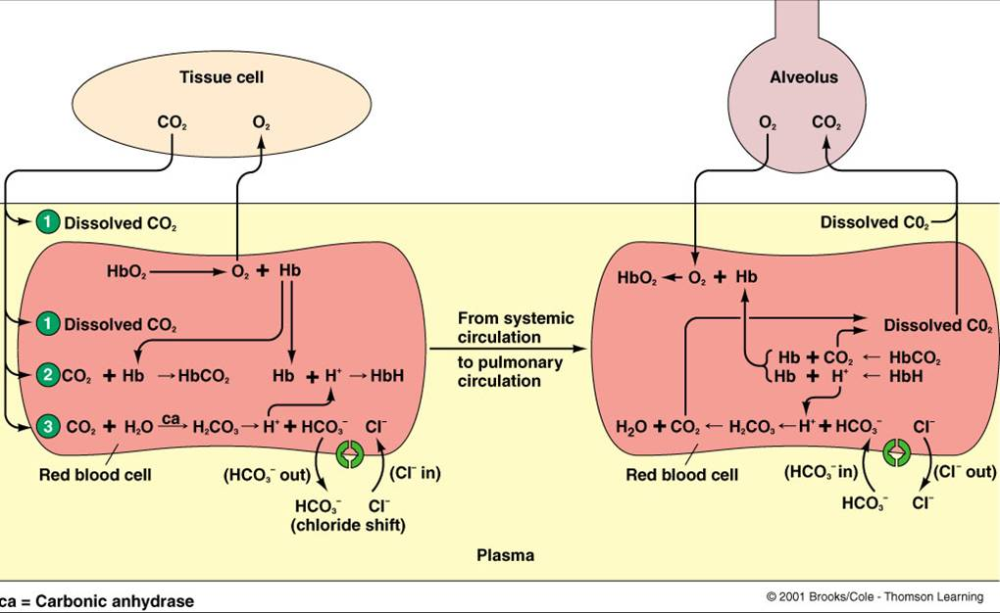 Tissue cell
CO₂ O₂
Alveolus
O₂ CO₂
1 Dissolved CO₂
Dissolved C0₂
HbO₂ → O₂ + Hb
1 Dissolved CO₂
2 CO₂ + Hb → HbCO₂ Hb + H⁺ → HbH
3 CO₂ + H₂O ca → H₂CO₃ → H⁺ + HCO₃⁻ Cl⁻
Red blood cell
(HCO₃⁻ out)
(Cl⁻ in)
HCO₃⁻ Cl⁻
(chloride shift)
From systemic
circulation
to pulmonary
circulation
HbO₂ ← O₂ + Hb
Dissolved C0₂
Hb + CO₂ ← HbCO₂
Hb + H⁺ ← HbH
H₂O + CO₂ ← H₂CO₃ ← H⁺ + HCO₃⁻ Cl⁻
Red blood cell
(HCO₃⁻ in)
(Cl⁻ out)
HCO₃⁻ Cl⁻
Plasma
ca = Carbonic anhydrase
© 2001 Brooks/Cole - Thomson Learning